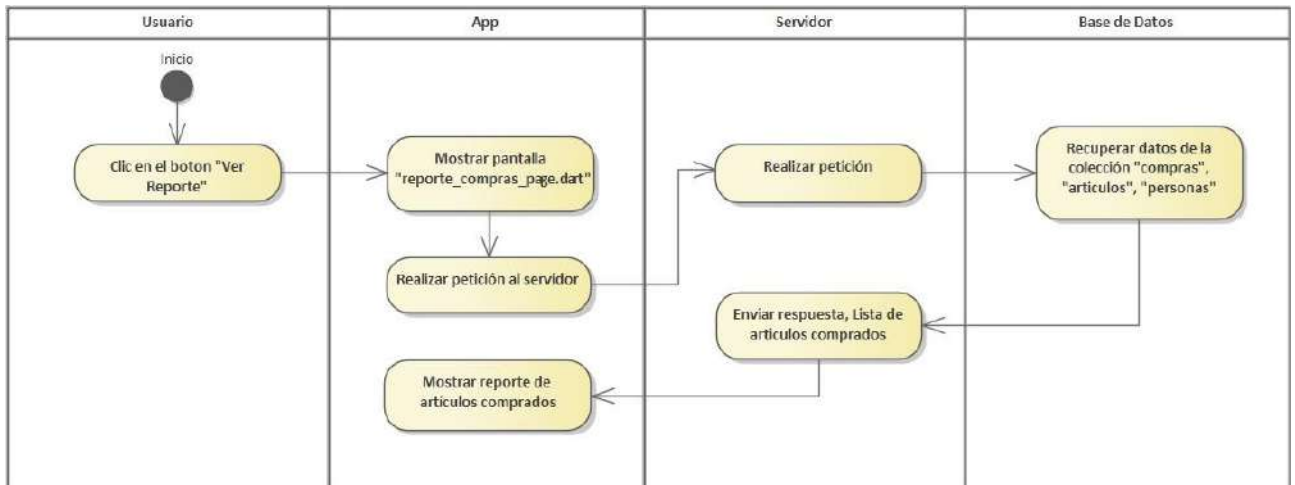 Usuario
App
Servidor
Base de Datos
Inicio
Clic en el boton "Ver
Reporte"
Mostrar pantalla
"reporte_compras_page.dart"
Realizar petición al servidor
Realizar petición
Recuperar datos de la
colección "compras",
"articulos", "personas"
Enviar respuesta, Lista de
articulos comprados
Mostrar reporte de
artículos comprados